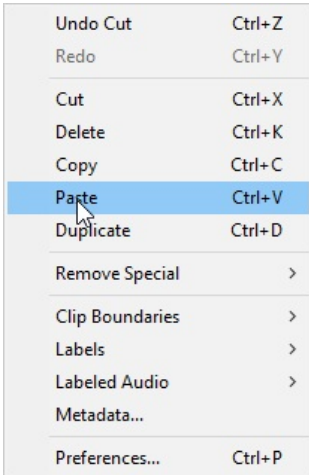 Undo Cut Ctrl+Z
Redo Ctrl+Y
Cut Ctrl+X
Delete Ctrl+K
Copy Ctrl+C
Paste Ctrl+V
Duplicate Ctrl+D
Remove Special >
Clip Boundaries >
Labels >
Labeled Audio >
Metadata...
Preferences... Ctrl+P